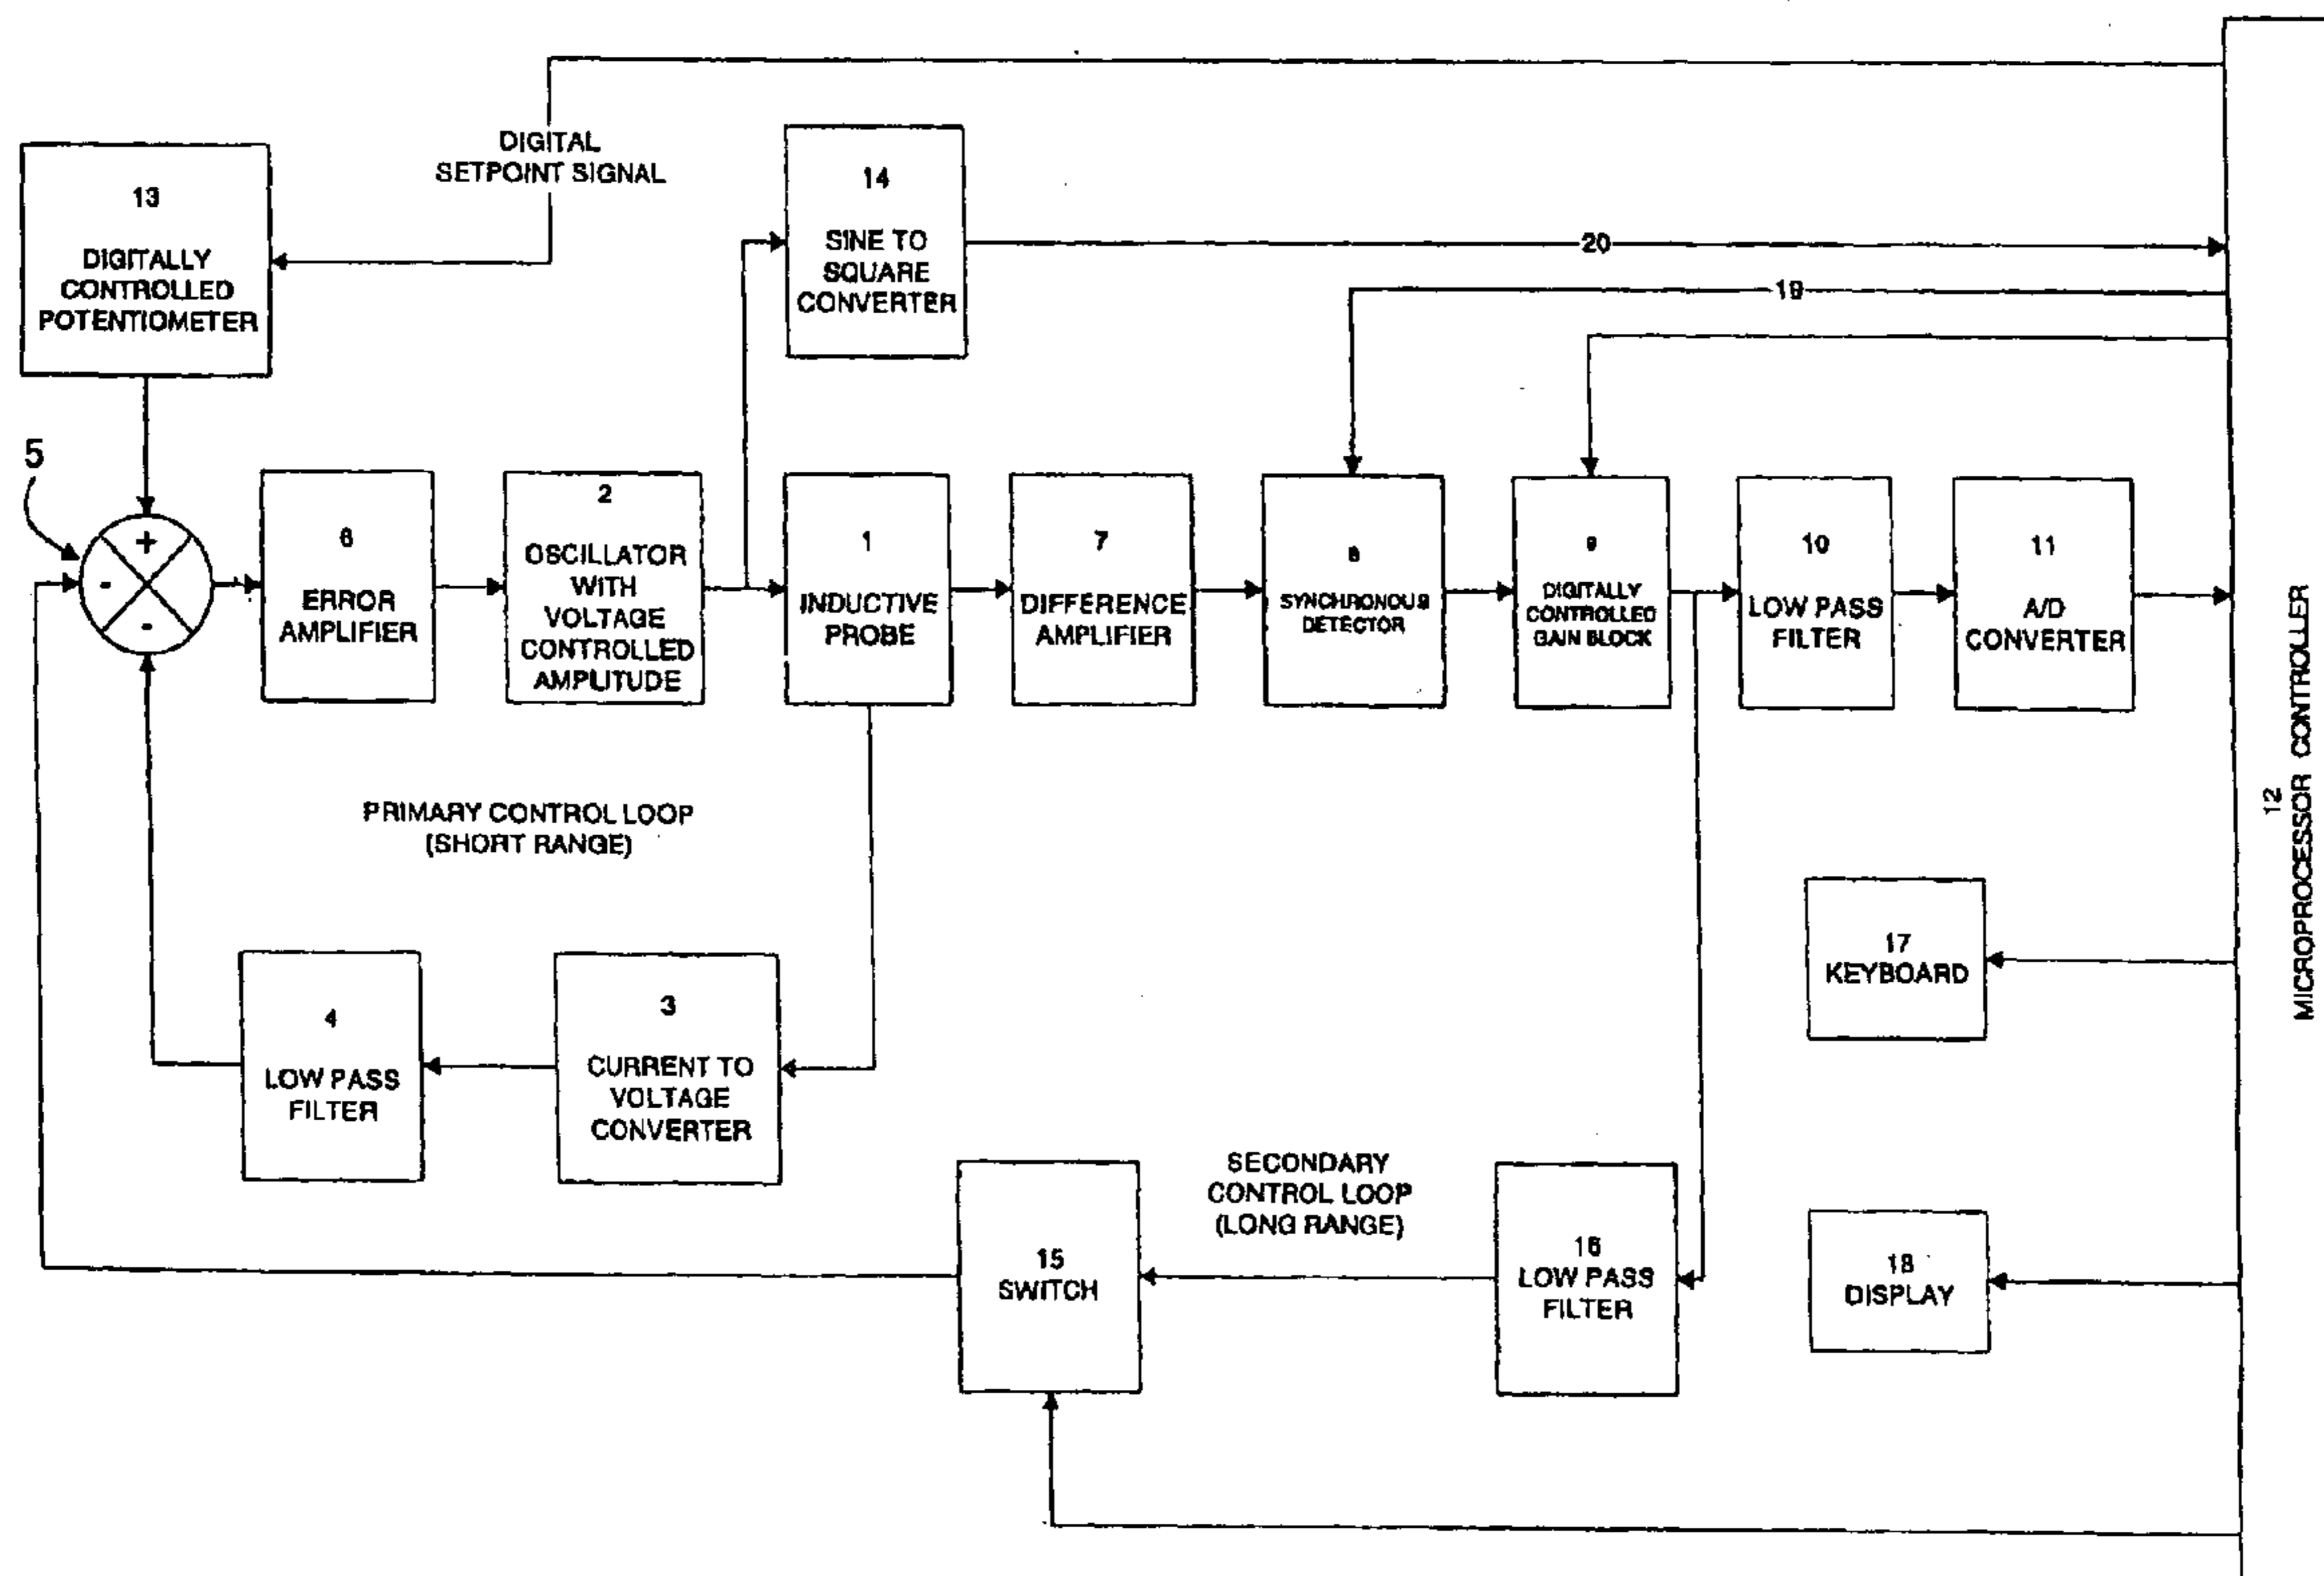 DIGITAL
SETPOINT SIGNAL
13
DIGITALLY
CONTROLLED
POTENTIOMETER
14
SINE TO
SQUARE
CONVERTER
20
19
5
+
-
-
6
ERROR
AMPLIFIER
2
OSCILLATOR
WITH
VOLTAGE
CONTROLLED
AMPLITUDE
1
INDUCTIVE
PROBE
7
DIFFERENCE
AMPLIFIER
8
SYNCHRONOUS
DETECTOR
9
DIGITALLY
CONTROLLED
GAIN BLOCK
10
LOW PASS
FILTER
11
A/D
CONVERTER
12
MICROPROCESSOR CONTROLLER
PRIMARY CONTROL LOOP
(SHORT RANGE)
17
KEYBOARD
4
LOW PASS
FILTER
3
CURRENT TO
VOLTAGE
CONVERTER
SECONDARY
CONTROL LOOP
(LONG RANGE)
15
SWITCH
16
LOW PASS
FILTER
18
DISPLAY